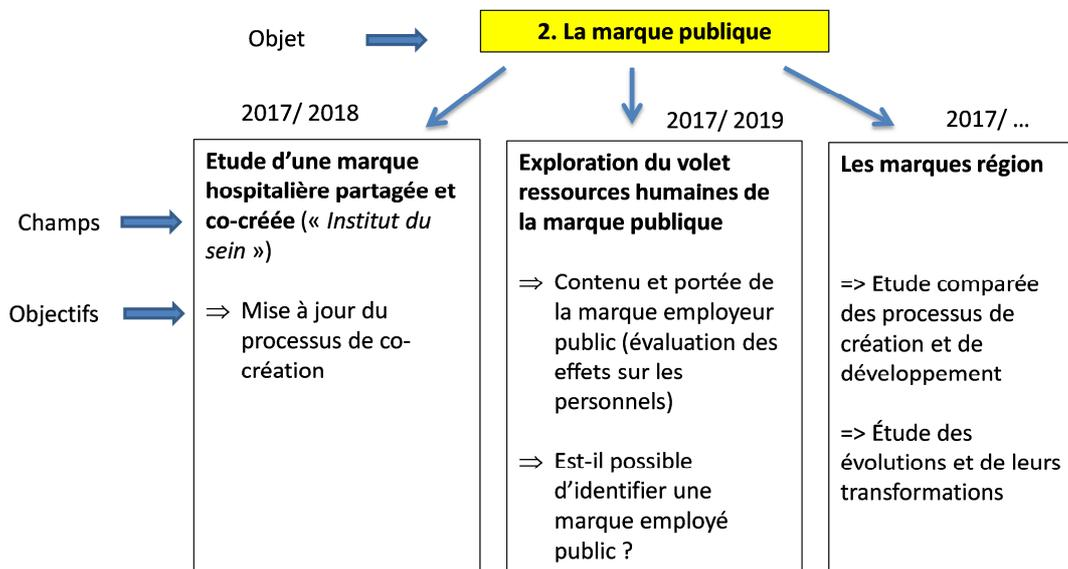 Objet
2. La marque publique
2017/ 2018
2017/ 2019
2017/ ...
Champs
Objectifs
Etude d'une marque
hospitalière partagée et
co-créée (« Institut du
sein »)
⇒ Mise à jour du
processus de co-
création
Exploration du volet
ressources humaines de
la marque publique
⇒ Contenu et portée de
la marque employeur
public (évaluation des
effets sur les
personnels)
⇒ Est-il possible
d'identifier une
marque employé
public ?
Les marques région
=> Etude comparée
des processus de
création et de
développement
=> Étude des
évolutions et de leurs
transformations